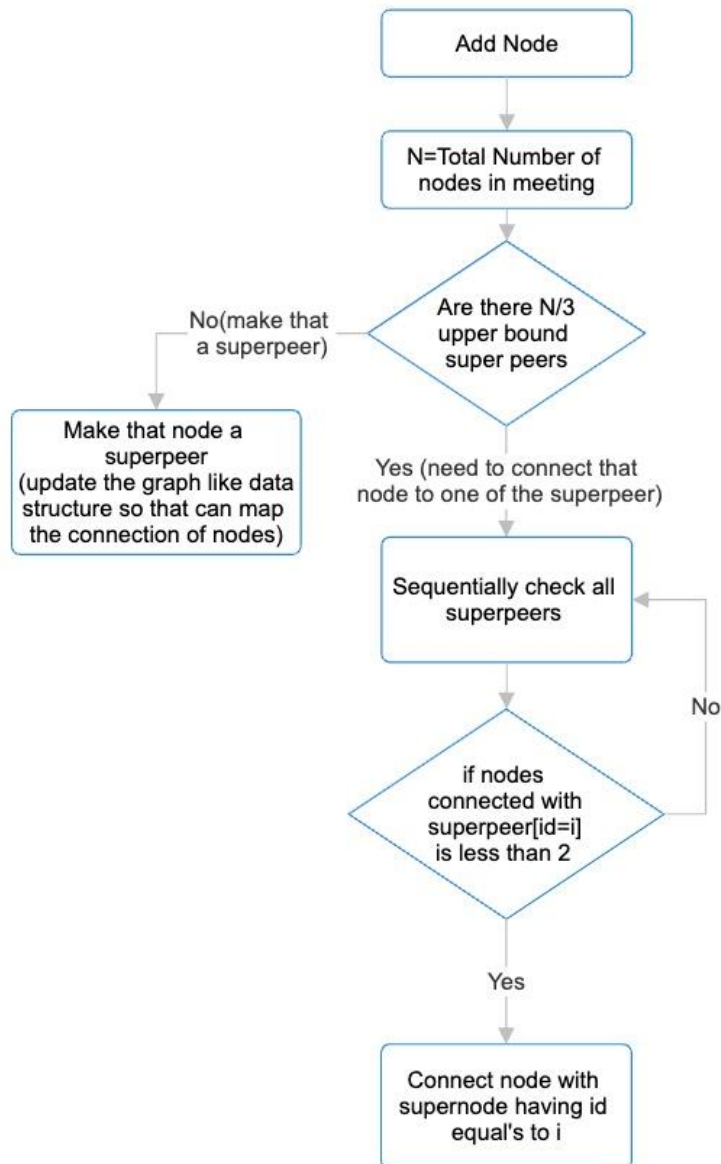 Add Node
N=Total Number of
nodes in meeting
Are there N/3
upper bound
super peers
No(make that
a superpeer)
Make that node a
superpeer
(update the graph like data
structure so that can map
the connection of nodes)
Yes (need to connect that
node to one of the superpeer)
Sequentially check all
superpeers
No
if nodes
connected with
superpeer[id=i]
is less than 2
Yes
Connect node with
supernode having id
equal's to i